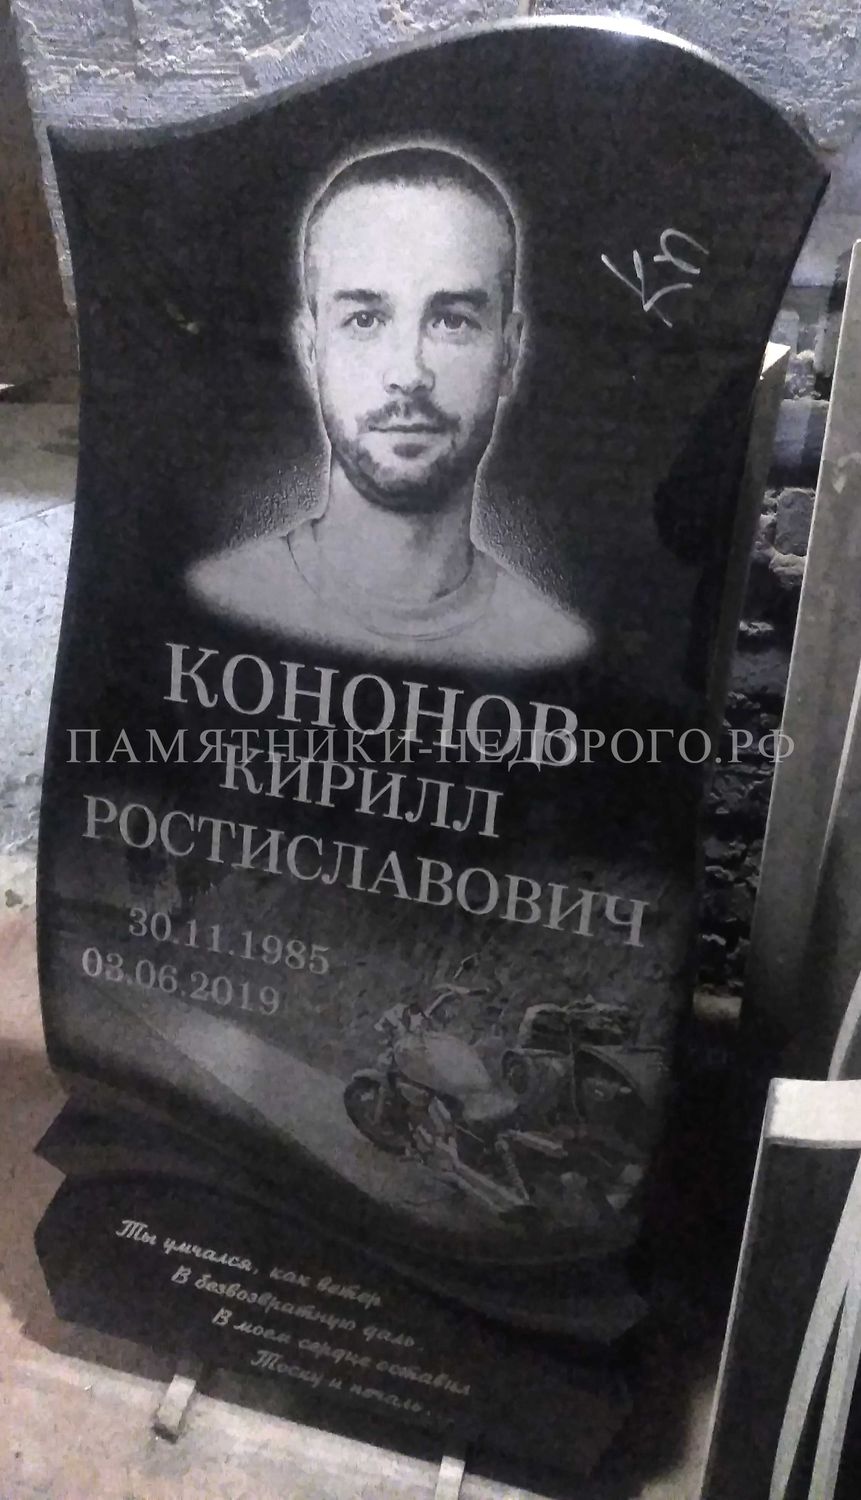 Кп
КОНОНОВ
ПАМЯТНИКИ-НЕДОРОГО.РФ
КИРИЛЛ
РОСТИСЛАВОВИЧ
30.11.1985
03.06.2019
Ты умчался, как ветер
В безвозвратную даль.
В моем сердце оставил
Тоску и печаль...